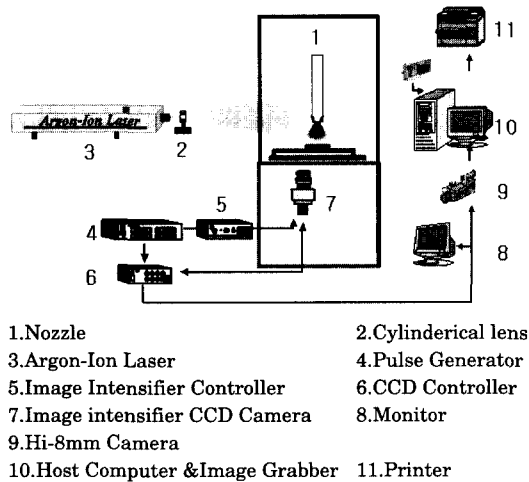 1
11
Argon-Ion Laser
3
2
10
5
7
9
4
8
6
1.Nozzle 2.Cylinderical lens
3.Argon-Ion Laser 4.Pulse Generator
5.Image Intensifier Controller 6.CCD Controller
7.Image intensifier CCD Camera 8.Monitor
9.Hi-8mm Camera
10.Host Computer &Image Grabber 11.Printer